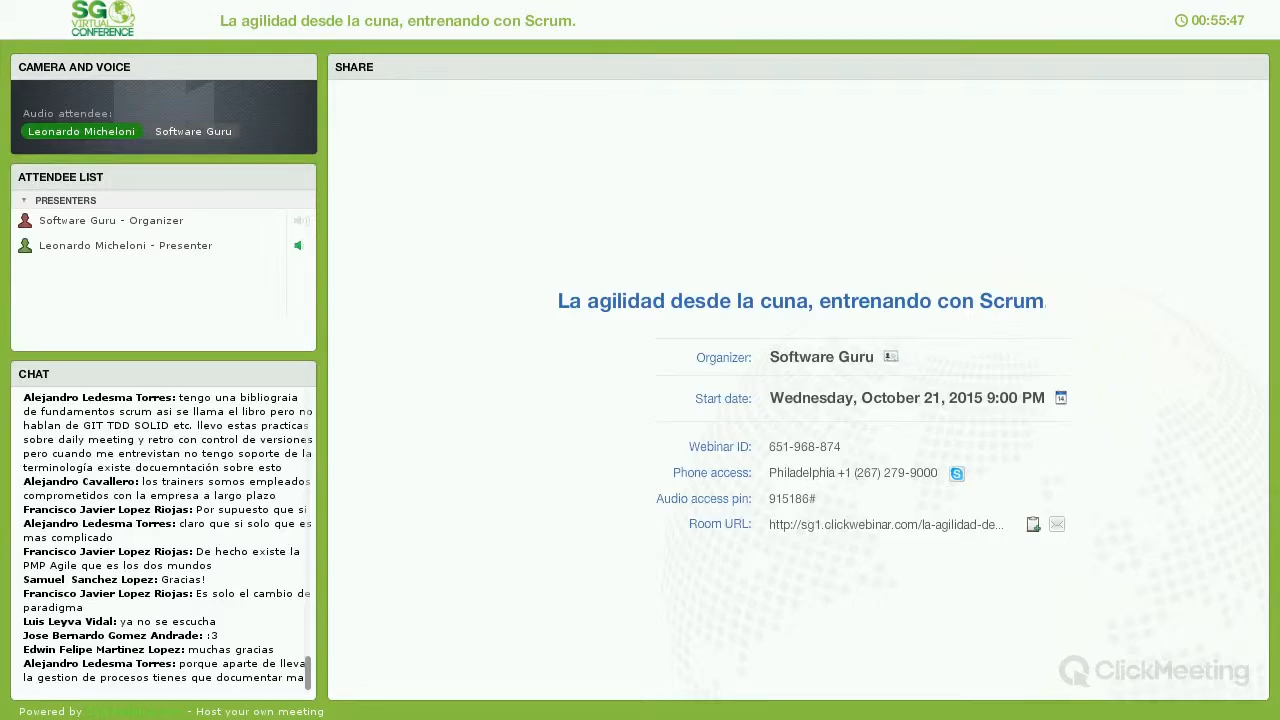 SG
VIRTUAL
CONFERENCE
La agilidad desde la cuna, entrenando con Scrum.
00:55:47
CAMERA AND VOICE
Audio attendee:
Leonardo Micheloni Software Guru
ATTENDEE LIST
PRESENTERS
Software Guru - Organizer
Leonardo Micheloni - Presenter
CHAT
Alejandro Ledesma Torres: tengo una bibliograia
de fundamentos scrum asi se llama el libro pero no
hablan de GIT TDD SOLID etc. llevo estas practicas
sobre daily meeting y retro con control de versiones
pero cuando me entrevistan no tengo soporte de la
terminología existe docuemntación sobre esto
Alejandro Cavallero: los trainers somos empleados
comprometidos con la empresa a largo plazo
Francisco Javier Lopez Riojas: Por supuesto que si
Alejandro Ledesma Torres: claro que si solo que es
mas complicado
Francisco Javier Lopez Riojas: De hecho existe la
PMP Agile que es los dos mundos
Samuel Sanchez Lopez: Gracias!
Francisco Javier Lopez Riojas: Es solo el cambio de
paradigma
Luis Leyva Vidal: ya no se escucha
Jose Bernardo Gomez Andrade: :3
Edwin Felipe Martinez Lopez: muchas gracias
Alejandro Ledesma Torres: porque aparte de lleva
la gestion de procesos tienes que documentar ma
Powered by - Host your own meeting
SHARE
La agilidad desde la cuna, entrenando con Scrum
Organizer: Software Guru
Start date: Wednesday, October 21, 2015 9:00 PM
14
Webinar ID: 651-968-874
Phone access: Philadelphia +1 (267) 279-9000
Audio access pin: 915186#
Room URL: http://sg1.clickwebinar.com/la-agilidad-de...
ClickMeeting